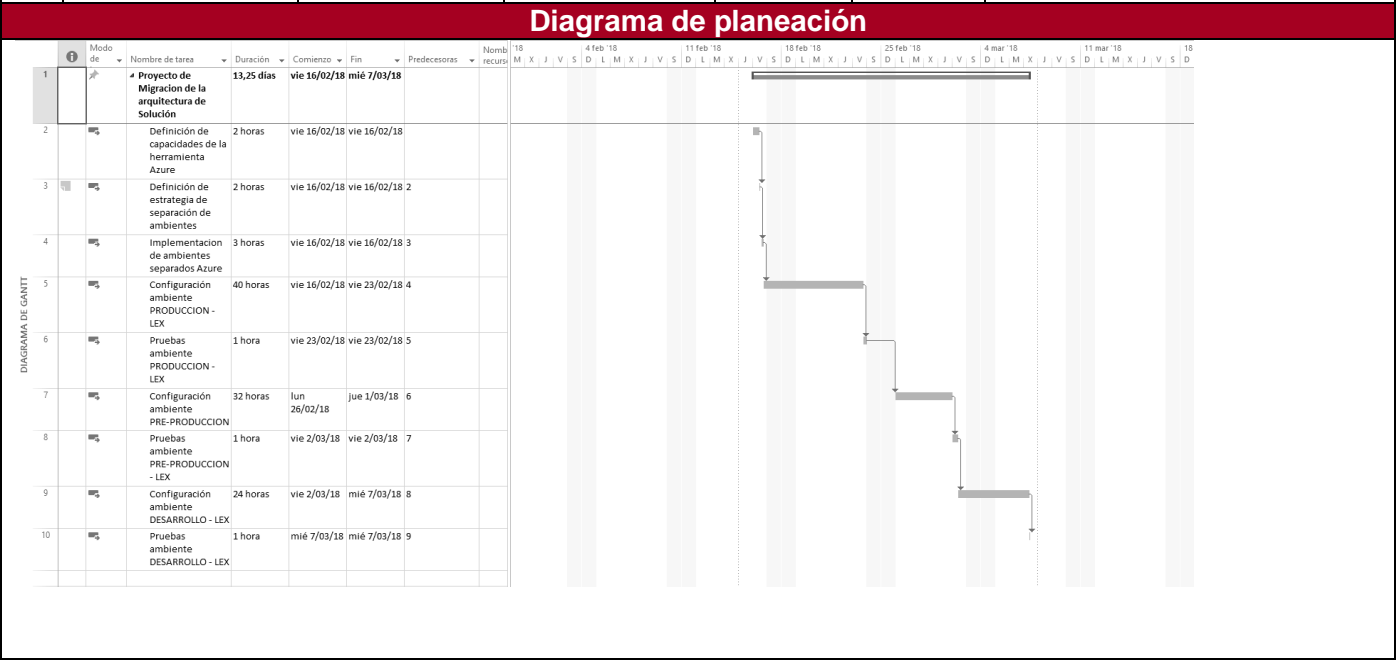 Diagrama de planeación
Modo de
Nombre de tarea
Duración
Comienzo
Fin
Predecesoras
Nomb
recurs
'18
4 feb '18
11 feb '18
18 feb '18
25 feb '18
4 mar '18
11 mar '18
18
M X J V S D L M X J V S D L M X J V S D L M X J V S D L M X J V S D L M X J V S D L M X J V S D
DIAGRAMA DE GANTT
1
Proyecto de
Migracion de la
arquitectura de
Solución
13,25 días
vie 16/02/18
mié 7/03/18
2
Definición de
capacidades de la
herramienta
Azure
2 horas
vie 16/02/18
vie 16/02/18
3
Definición de
estrategia de
separación de
ambientes
2 horas
vie 16/02/18
vie 16/02/18
2
4
Implementacion
de ambientes
separados Azure
3 horas
vie 16/02/18
vie 16/02/18
3
5
Configuración
ambiente
PRODUCCION -
LEX
40 horas
vie 16/02/18
vie 23/02/18
4
6
Pruebas
ambiente
PRODUCCION -
LEX
1 hora
vie 23/02/18
vie 23/02/18
5
7
Configuración
ambiente
PRE-PRODUCCION
32 horas
lun
26/02/18
jue 1/03/18
6
8
Pruebas
ambiente
PRE-PRODUCCION
- LEX
1 hora
vie 2/03/18
vie 2/03/18
7
9
Configuración
ambiente
DESARROLLO - LEX
24 horas
vie 2/03/18
mié 7/03/18
8
10
Pruebas
ambiente
DESARROLLO - LEX
1 hora
mié 7/03/18
mié 7/03/18
9